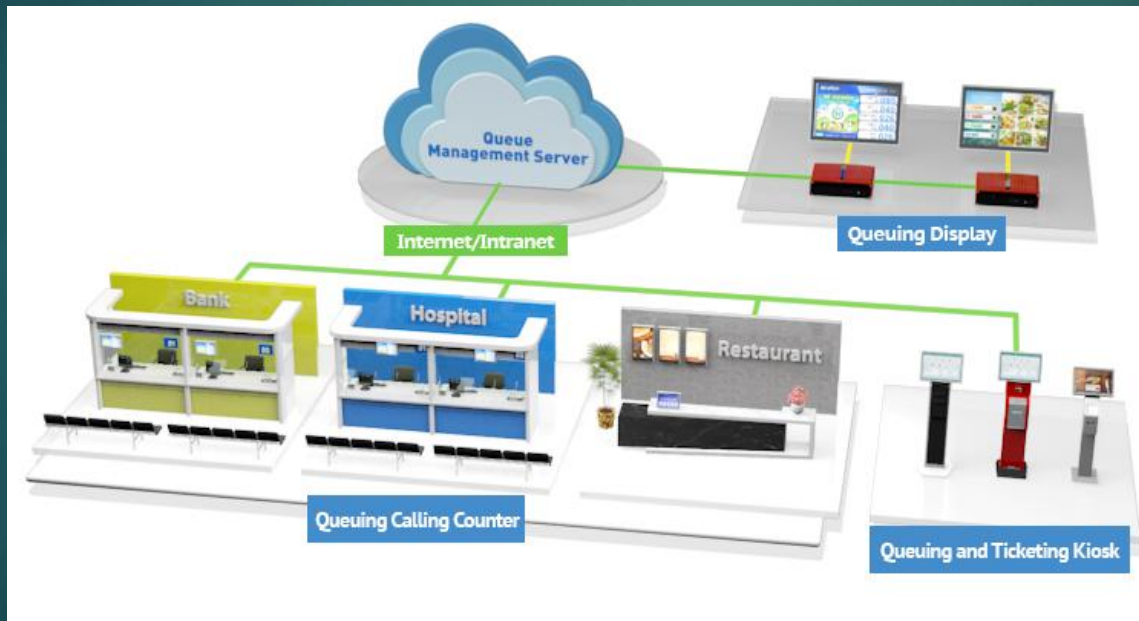 Queue
Management Server
Internet/Intranet
Queuing Display
Bank
Hospital
Restaurant
Queuing Calling Counter
Queuing and Ticketing Kiosk